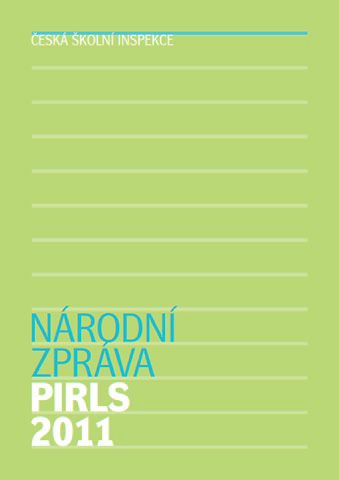 ČESKÁ ŠKOLNÍ INSPEKCE
NÁRODNÍ
ZPRÁVA
PIRLS
2011